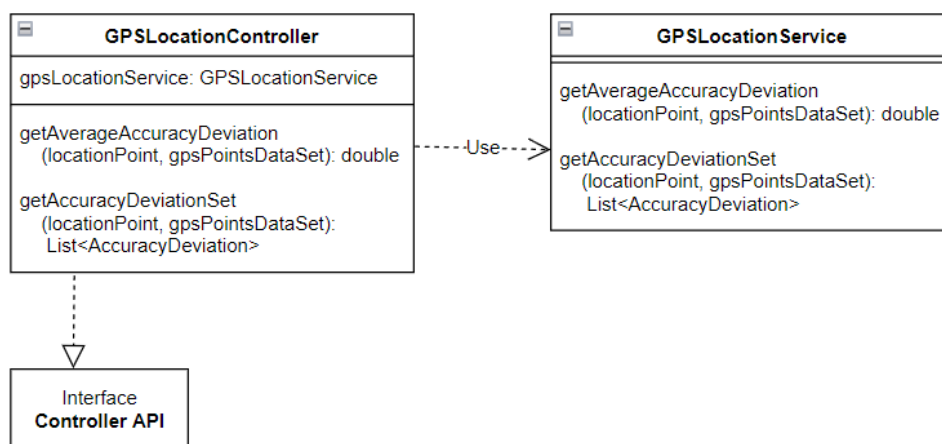 GPSLocationController
gpsLocationService: GPSLocationService
getAverageAccuracyDeviation
(locationPoint, gpsPointsDataSet): double
getAccuracyDeviationSet
(locationPoint, gpsPointsDataSet):
List<AccuracyDeviation>
Use
GPSLocationService
getAverageAccuracyDeviation
(locationPoint, gpsPointsDataSet): double
getAccuracyDeviationSet
(locationPoint, gpsPointsDataSet):
List<AccuracyDeviation>
Interface
Controller API